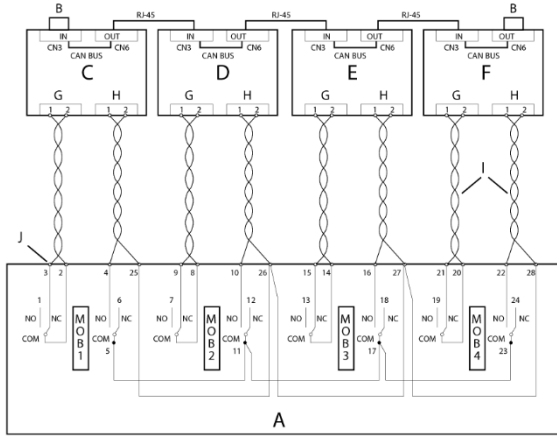 B RJ-45 RJ-45 RJ-45 B
IN OUT IN OUT IN OUT IN OUT
CN3 CN6 CN3 CN6 CN3 CN6 CN3 CN6
CAN BUS CAN BUS CAN BUS CAN BUS
C D E F
G H G H G H G H
1 2 1 2 1 2 1 2 1 2 1 2 1 2 1 2
I
J
3 2 4 25 9 8 10 26 15 14 16 27 21 20 22 28
1 6 7 12 13 18 19 24
NO NC NO NC NO NC NO NC NO NC NO NC NO NC NO NC
MOB1 MOB2 MOB3 MOB4
COM COM COM COM COM COM COM COM
5 11 17 23
A